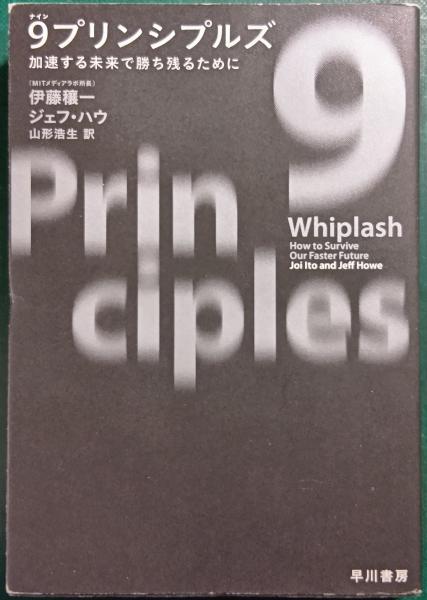 ナイン
9プリンシプルズ
加速する未来で勝ち残るために
〔MITメディアラボ所長〕
伊藤穰一
ジェフ・ハウ
山形浩生 訳
9
Prin
ciples
Whiplash
How to Survive
Our Faster Future
Joi Ito and Jeff Howe
早川書房